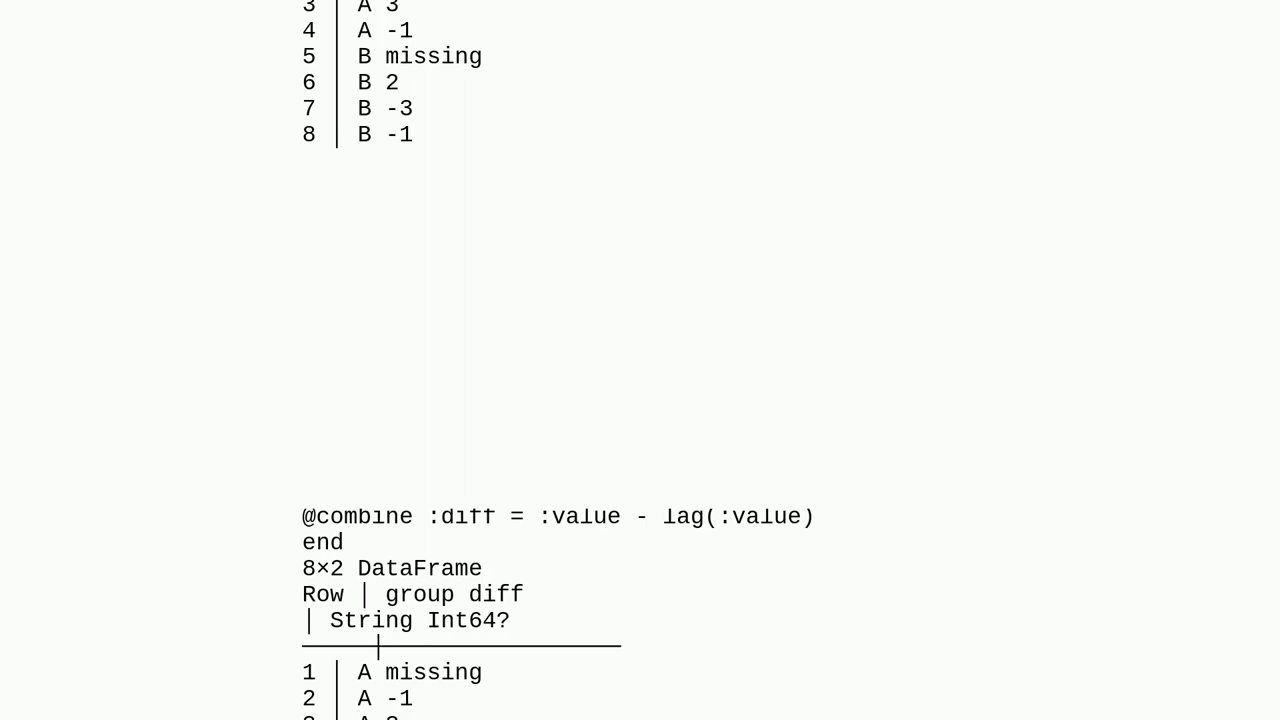 3 │ A 3
4 │ A -1
5 │ B missing
6 │ B 2
7 │ B -3
8 │ B -1
@combine :diff = :value - lag(:value)
end
8×2 DataFrame
Row │ group diff
│ String Int64?
─────┼─────────────────
1 │ A missing
2 │ A -1